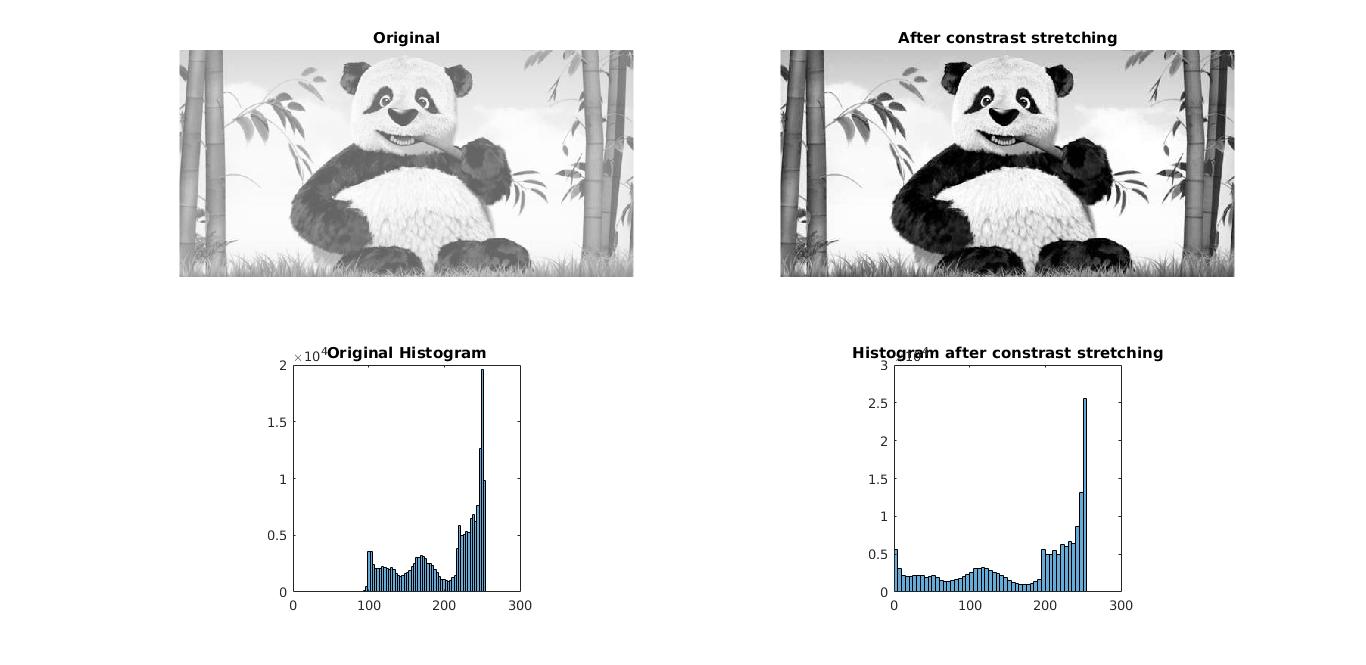 Original
After constrast stretching
Original Histogram
×10⁴
2
1.5
1
0.5
0
0 100 200 300
Histogram after constrast stretching
×10⁴
3
2.5
2
1.5
1
0.5
0
0 100 200 300